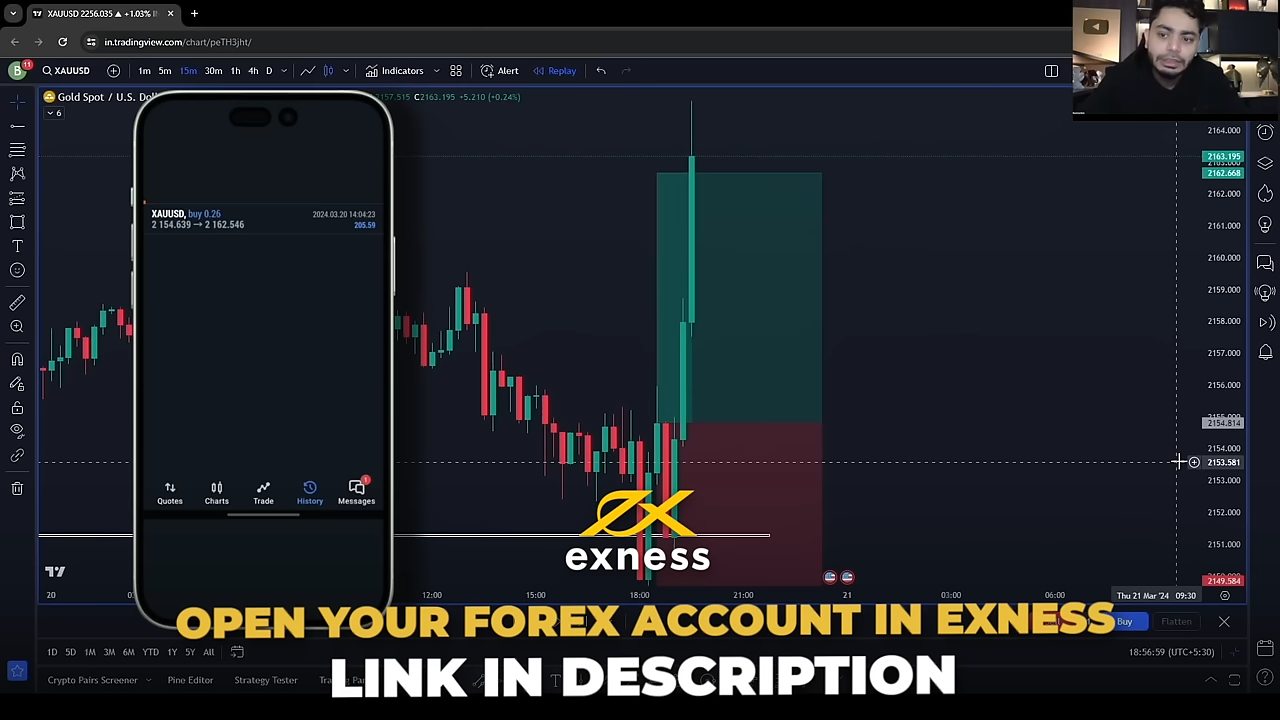 XAUUSD 2256.035 ▲ +1.03%
in.tradingview.com/chart/peTH3jht/
B
11
XAUUSD
1m 5m 15m 30m 1h 4h D
Indicators
Alert
Replay
Gold Spot / U.S.
2157.515 C2163.195 +5.210 (+0.24%)
6
XAUUSD, buy 0.26
2024.03.20 14:04:23
2 154.639 → 2 162.546
205.59
Quotes
Charts
Trade
History
Messages
1
2164.000
2163.195
2162.668
2162.000
2161.000
2160.000
2159.000
2158.000
2157.000
2156.000
2154.814
2154.000
2153.581
2153.000
2152.000
2151.000
2149.584
exness
20
12:00
15:00
18:00
21:00
21
03:00
06:00
Thu 21 Mar '24 09:30
OPEN YOUR FOREX ACCOUNT IN EXNESS
LINK IN DESCRIPTION
Buy
Flatten
1D 5D 1M 3M 6M YTD 1Y 5Y All
18:56:59 (UTC+5:30)
Crypto Pairs Screener
Pine Editor
Strategy Tester